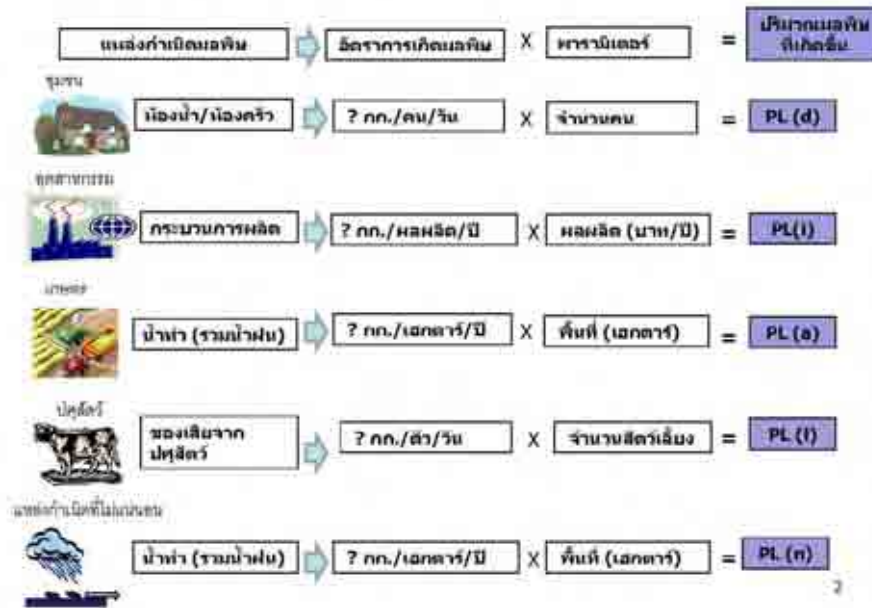 แหล่งกำเนิดมลพิษ อัตราการเกิดมลพิษ X พารามิเตอร์ = ปริมาณมลพิษ
ที่เกิดขึ้น
ชุมชน
ห้องน้ำ/ห้องครัว ? กก./คน/วัน X จำนวนคน = PL (d)
อุตสาหกรรม
กระบวนการผลิต ? กก./ผลผลิต/ปี X ผลผลิต (บาท/ปี) = PL(i)
เกษตร
น้ำท่า (รวมน้ำฝน) ? กก./เฮกตาร์/ปี X พื้นที่ (เฮกตาร์) = PL (a)
ปศุสัตว์
ของเสียจาก
ปศุสัตว์ ? กก./ตัว/วัน X จำนวนสัตว์เลี้ยง = PL (l)
แหล่งกำเนิดที่ไม่แน่นอน
น้ำท่า (รวมน้ำฝน) ? กก./เฮกตาร์/ปี X พื้นที่ (เฮกตาร์) = PL (n)
2